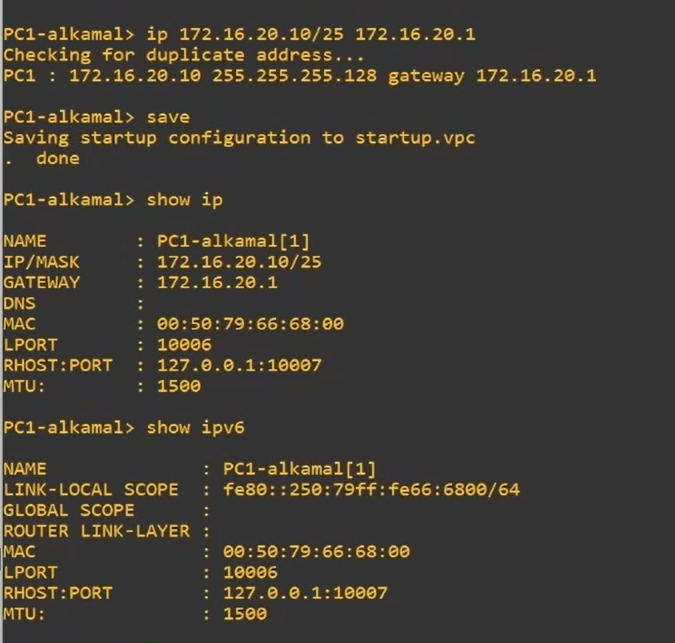 PC1-alkamal> ip 172.16.20.10/25 172.16.20.1
Checking for duplicate address...
PC1 : 172.16.20.10 255.255.255.128 gateway 172.16.20.1
PC1-alkamal> save
Saving startup configuration to startup.vpc
.  done
PC1-alkamal> show ip
NAME        : PC1-alkamal[1]
IP/MASK     : 172.16.20.10/25
GATEWAY     : 172.16.20.1
DNS         :
MAC         : 00:50:79:66:68:00
LPORT       : 10006
RHOST:PORT  : 127.0.0.1:10007
MTU:        : 1500
PC1-alkamal> show ipv6
NAME              : PC1-alkamal[1]
LINK-LOCAL SCOPE  : fe80::250:79ff:fe66:6800/64
GLOBAL SCOPE      :
ROUTER LINK-LAYER :
MAC               : 00:50:79:66:68:00
LPORT             : 10006
RHOST:PORT        : 127.0.0.1:10007
MTU:              : 1500